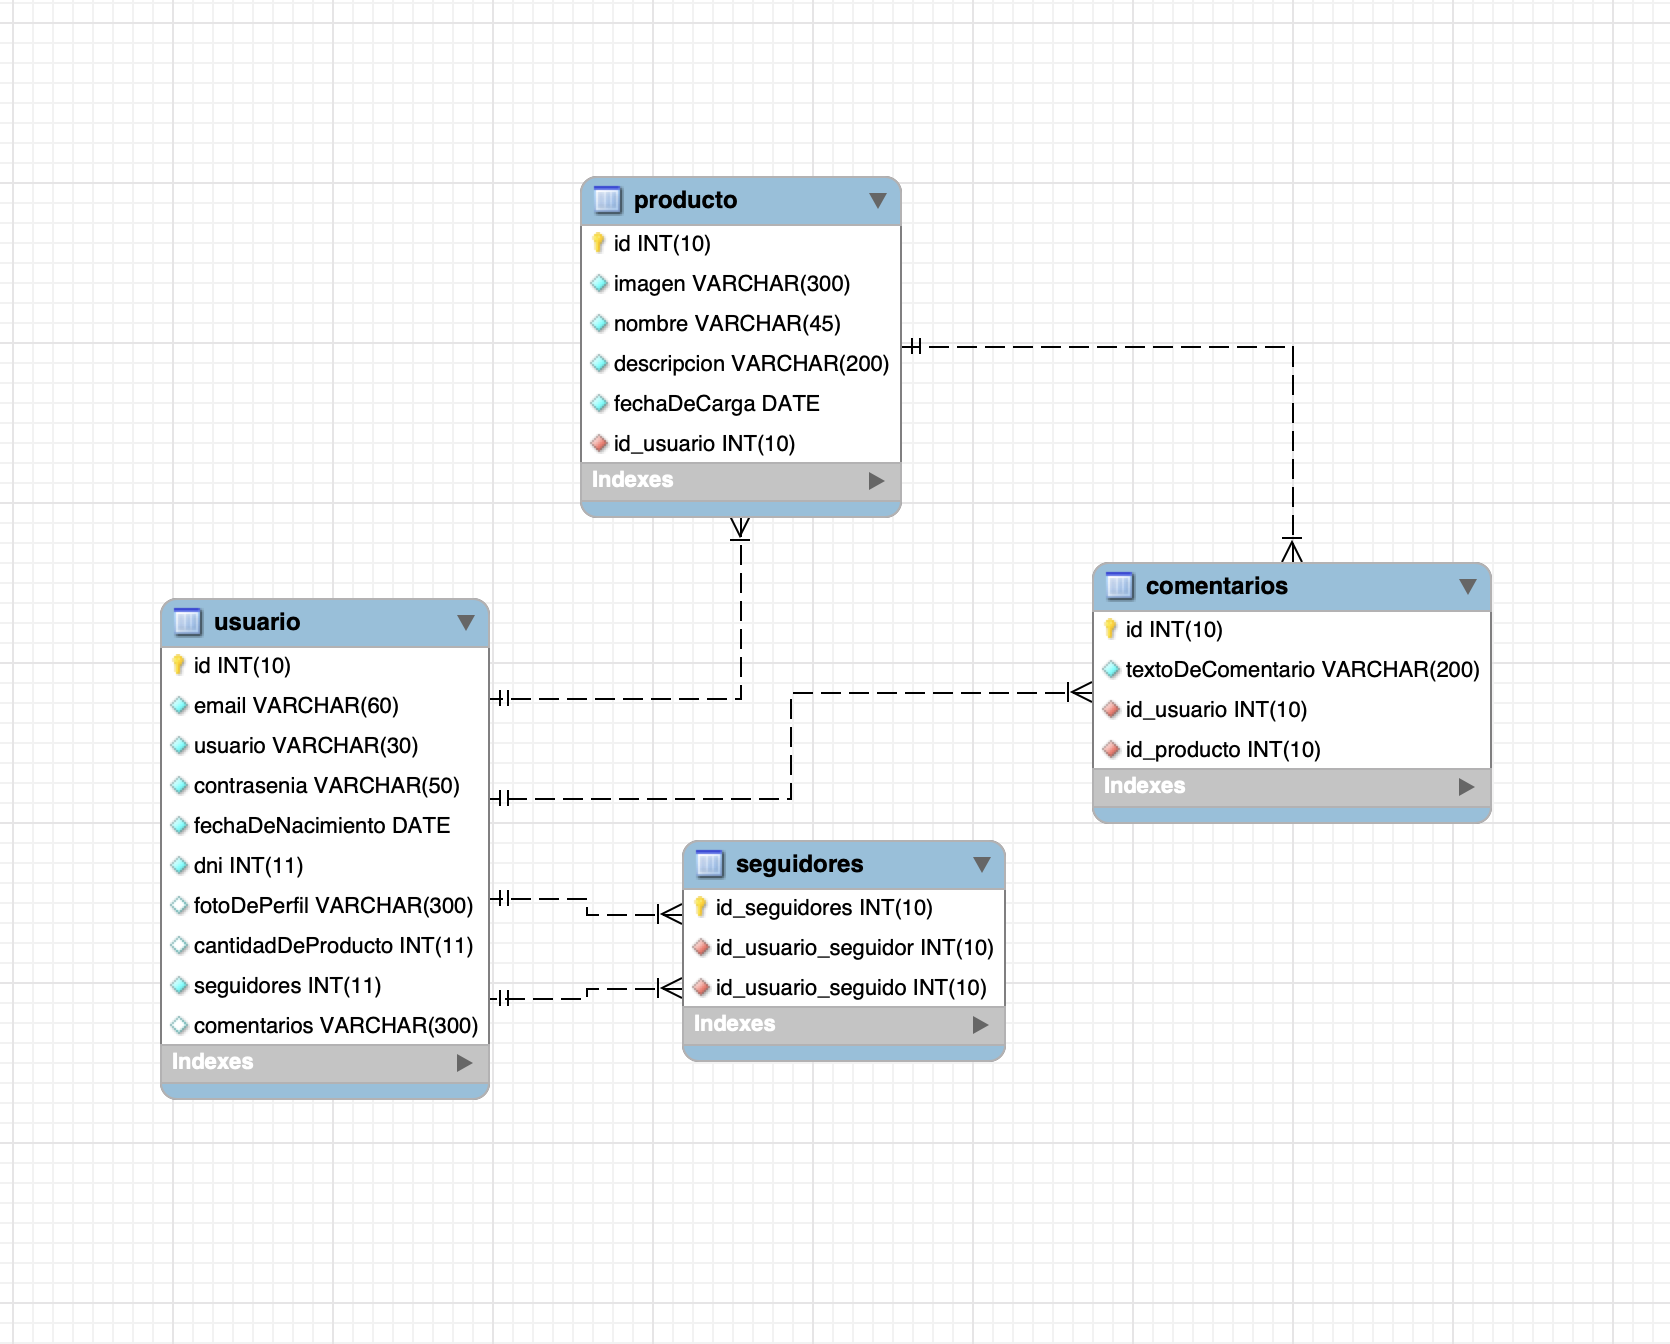 producto
id INT(10)
imagen VARCHAR(300)
nombre VARCHAR(45)
descripcion VARCHAR(200)
fechaDeCarga DATE
id_usuario INT(10)
Indexes
usuario
id INT(10)
email VARCHAR(60)
usuario VARCHAR(30)
contrasenia VARCHAR(50)
fechaDeNacimiento DATE
dni INT(11)
fotoDePerfil VARCHAR(300)
cantidadDeProducto INT(11)
seguidores INT(11)
comentarios VARCHAR(300)
Indexes
comentarios
id INT(10)
textoDeComentario VARCHAR(200)
id_usuario INT(10)
id_producto INT(10)
Indexes
seguidores
id_seguidores INT(10)
id_usuario_seguidor INT(10)
id_usuario_seguido INT(10)
Indexes